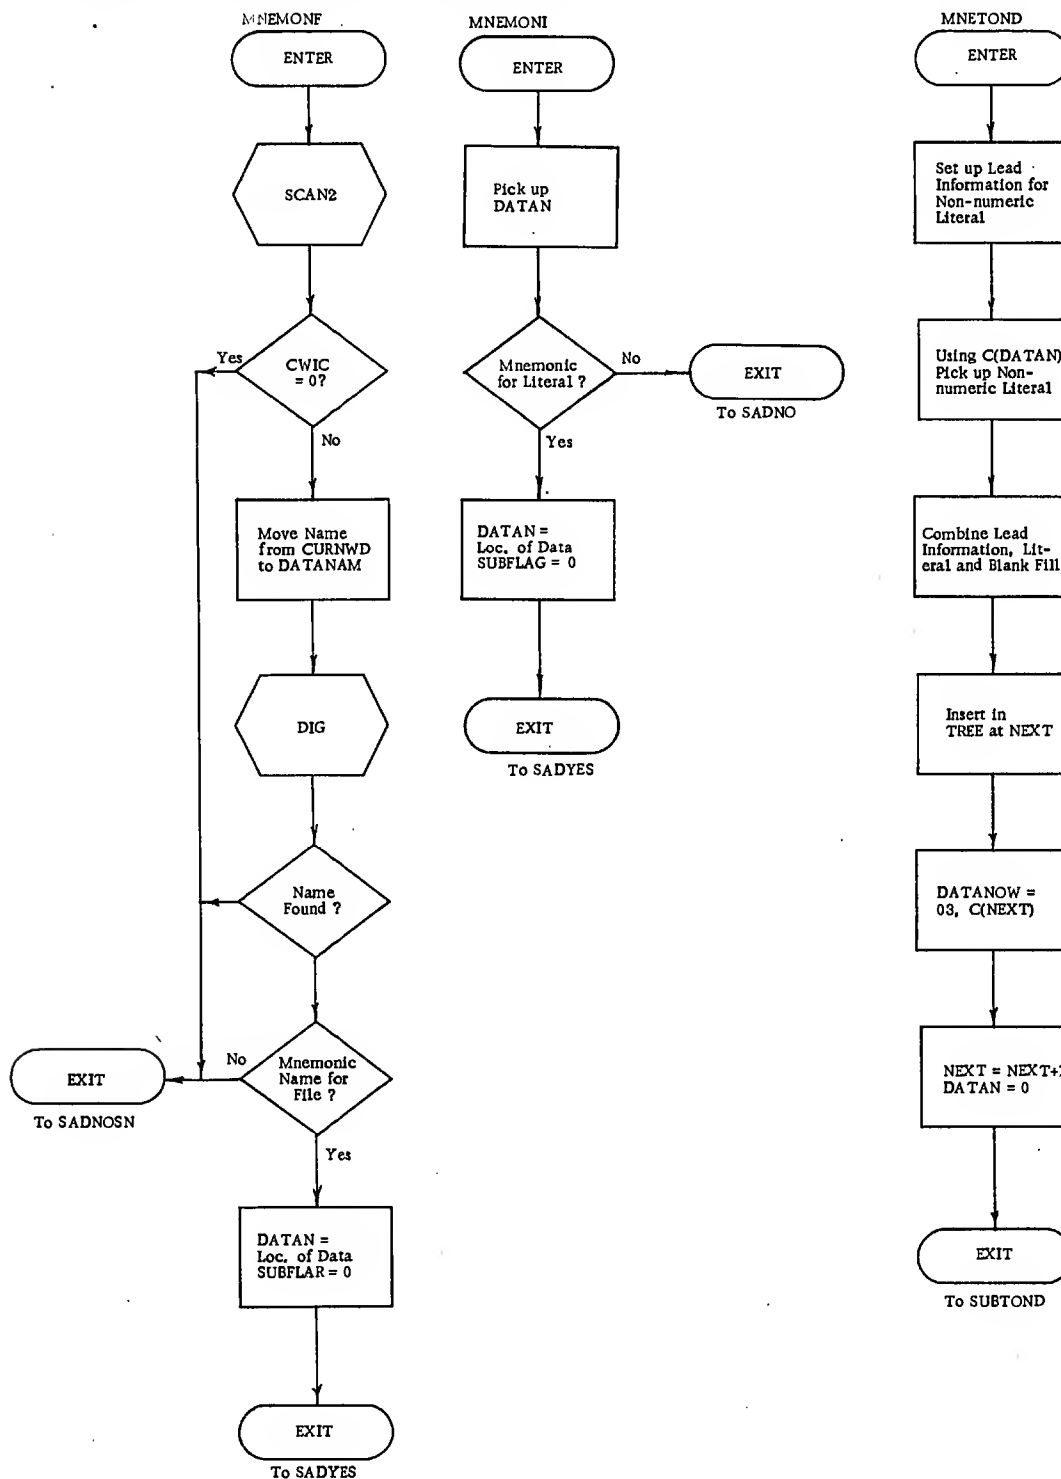 MNEMONF
ENTER
SCAN2
Yes
CWIC
= 0?
No
Move Name
from CURNWD
to DATANAM
DIG
Name
Found ?
No
Mnemonic
Name for
File ?
EXIT
To SADNOSN
Yes
DATAN =
Loc. of Data
SUBFLAR = 0
EXIT
To SADYES
MNEMONI
ENTER
Pick up
DATAN
Mnemonic
for Literal ?
No
EXIT
To SADNO
Yes
DATAN =
Loc. of Data
SUBFLAG = 0
EXIT
To SADYES
MNETOND
ENTER
Set up Lead
Information for
Non-numeric
Literal
Using C(DATAN)
Pick up Non-
numeric Literal
Combine Lead
Information, Lit-
eral and Blank Fill
Insert in
TREE at NEXT
DATANOW =
03, C(NEXT)
NEXT = NEXT+
DATAN = 0
EXIT
To SUBTOND